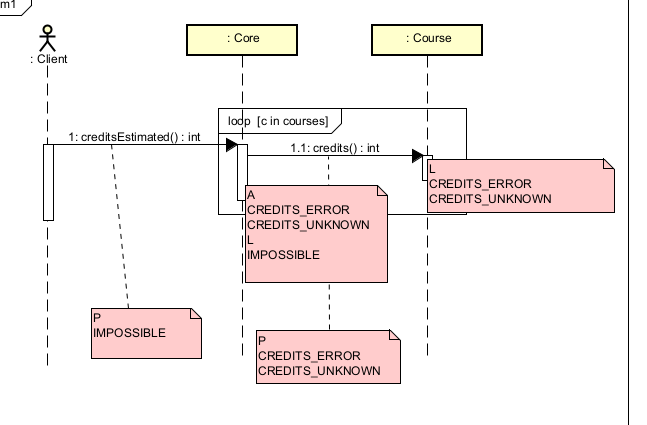 m1
: Client
: Core
: Course
loop [c in courses]
1: creditsEstimated() : int
1.1: credits() : int
L
CREDITS_ERROR
CREDITS_UNKNOWN
A
CREDITS_ERROR
CREDITS_UNKNOWN
L
IMPOSSIBLE
P
IMPOSSIBLE
P
CREDITS_ERROR
CREDITS_UNKNOWN